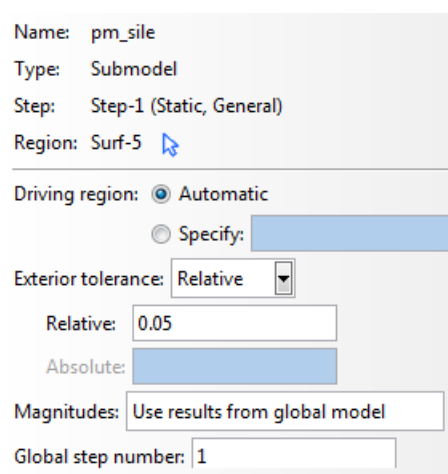 Name: pm_sile
Type: Submodel
Step: Step-1 (Static, General)
Region: Surf-5
Driving region: Automatic
Specify:
Exterior tolerance: Relative
Relative: 0.05
Absolute:
Magnitudes: Use results from global model
Global step number: 1